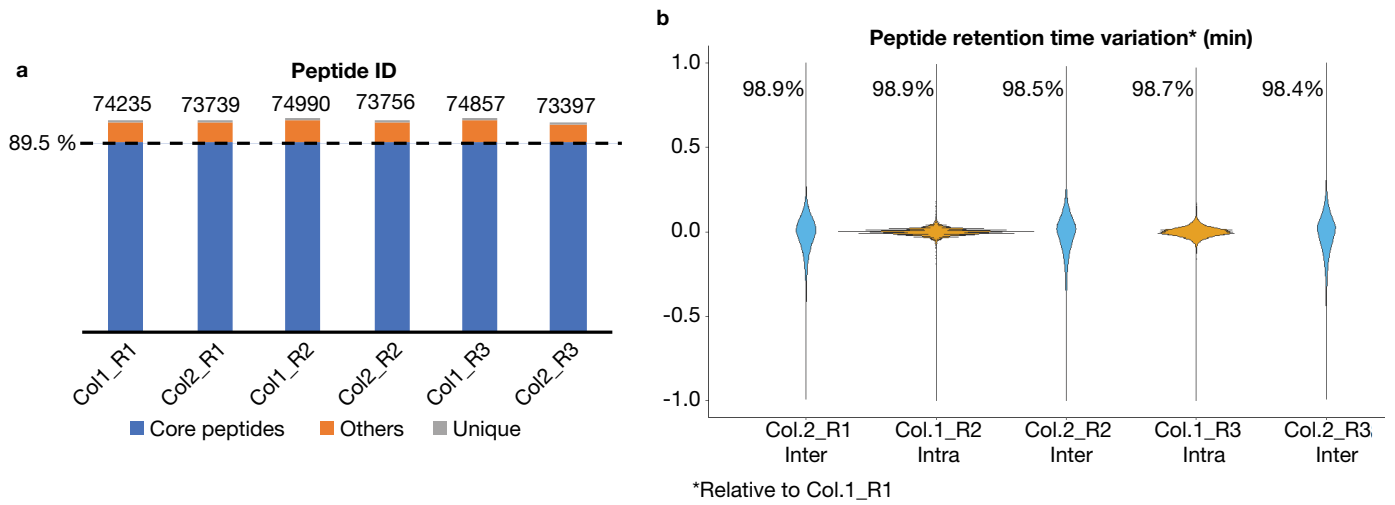 a
Peptide ID
74235 73739 74990 73756 74857 73397
89.5 %
Col1_R1 Col2_R1 Col1_R2 Col2_R2 Col1_R3 Col2_R3
Core peptides Others Unique
b
Peptide retention time variation* (min)
1.0
98.9% 98.9% 98.5% 98.7% 98.4%
0.5
0.0
-0.5
-1.0
Col.2_R1 Col.1_R2 Col.2_R2 Col.1_R3 Col.2_R3
Inter Intra Inter Intra Inter
*Relative to Col.1_R1